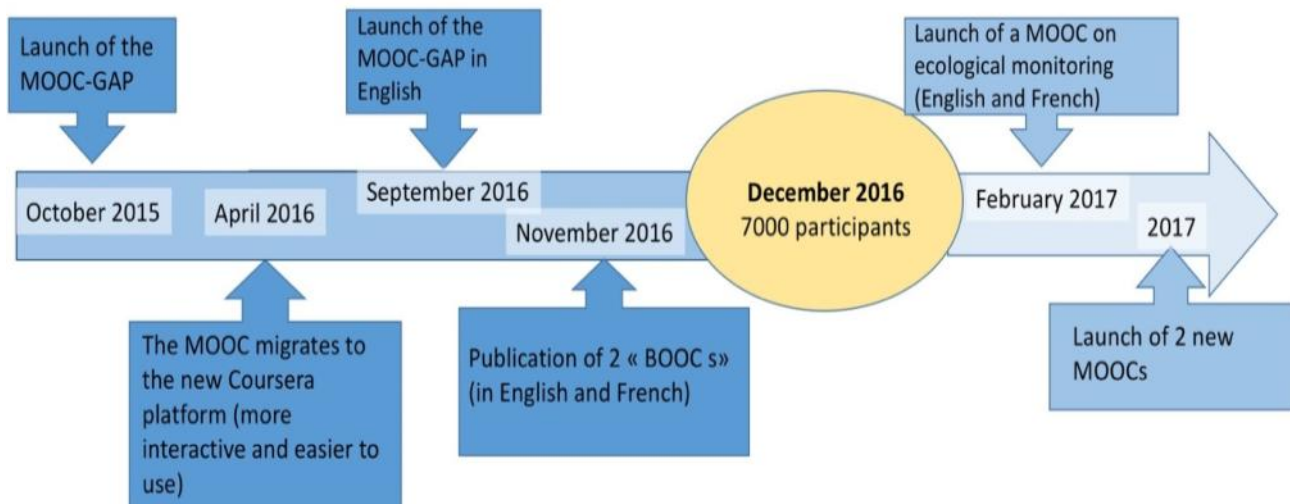 Launch of the
MOOC-GAP
Launch of the
MOOC-GAP in
English
Launch of a MOOC on
ecological monitoring
(English and French)
October 2015
April 2016
September 2016
November 2016
December 2016
7000 participants
February 2017
2017
The MOOC migrates to
the new Coursera
platform (more
interactive and easier to
use)
Publication of 2 « BOOC s»
(in English and French)
Launch of 2 new
MOOCs